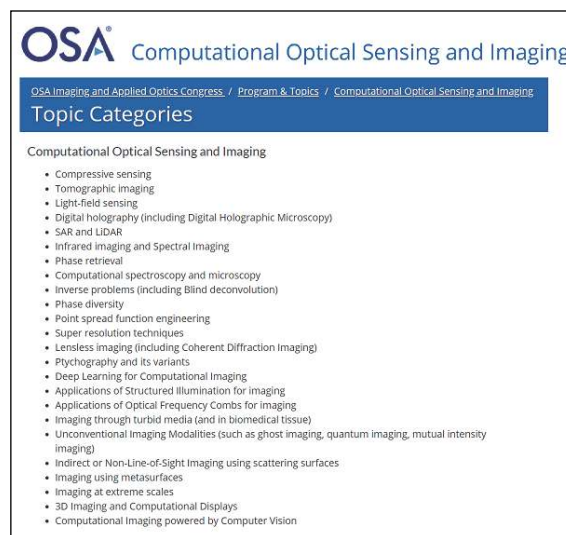 OSA® Computational Optical Sensing and Imaging
OSA Imaging and Applied Optics Congress / Program & Topics / Computational Optical Sensing and Imaging
Topic Categories
Computational Optical Sensing and Imaging
• Compressive sensing
• Tomographic imaging
• Light-field sensing
• Digital holography (including Digital Holographic Microscopy)
• SAR and LiDAR
• Infrared imaging and Spectral Imaging
• Phase retrieval
• Computational spectroscopy and microscopy
• Inverse problems (including Blind deconvolution)
• Phase diversity
• Point spread function engineering
• Super resolution techniques
• Lensless imaging (including Coherent Diffraction Imaging)
• Ptychography and its variants
• Deep Learning for Computational Imaging
• Applications of Structured Illumination for imaging
• Applications of Optical Frequency Combs for imaging
• Imaging through turbid media (and in biomedical tissue)
• Unconventional Imaging Modalities (such as ghost imaging, quantum imaging, mutual intensity
imaging)
• Indirect or Non-Line-of-Sight Imaging using scattering surfaces
• Imaging using metasurfaces
• Imaging at extreme scales
• 3D Imaging and Computational Displays
• Computational Imaging powered by Computer Vision